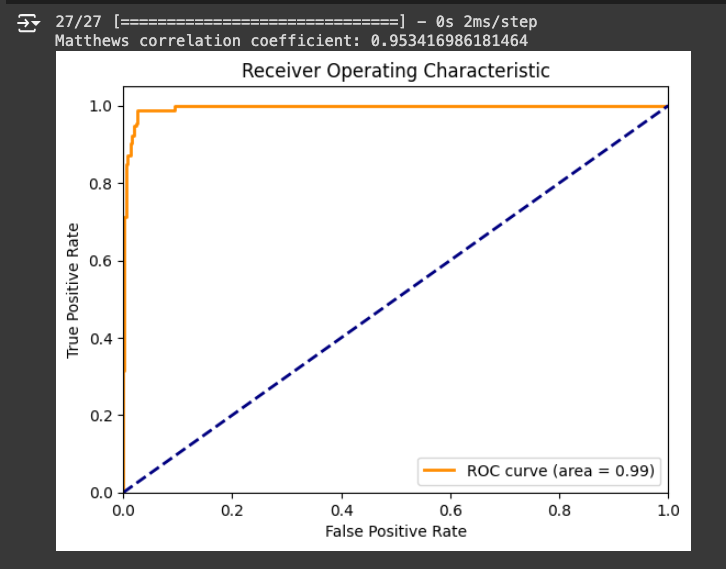 27/27 [==============================] - 0s 2ms/step
Matthews correlation coefficient: 0.953416986181464
Receiver Operating Characteristic
True Positive Rate
1.0
0.8
0.6
0.4
0.2
0.0
ROC curve (area = 0.99)
0.0 0.2 0.4 0.6 0.8 1.0
False Positive Rate